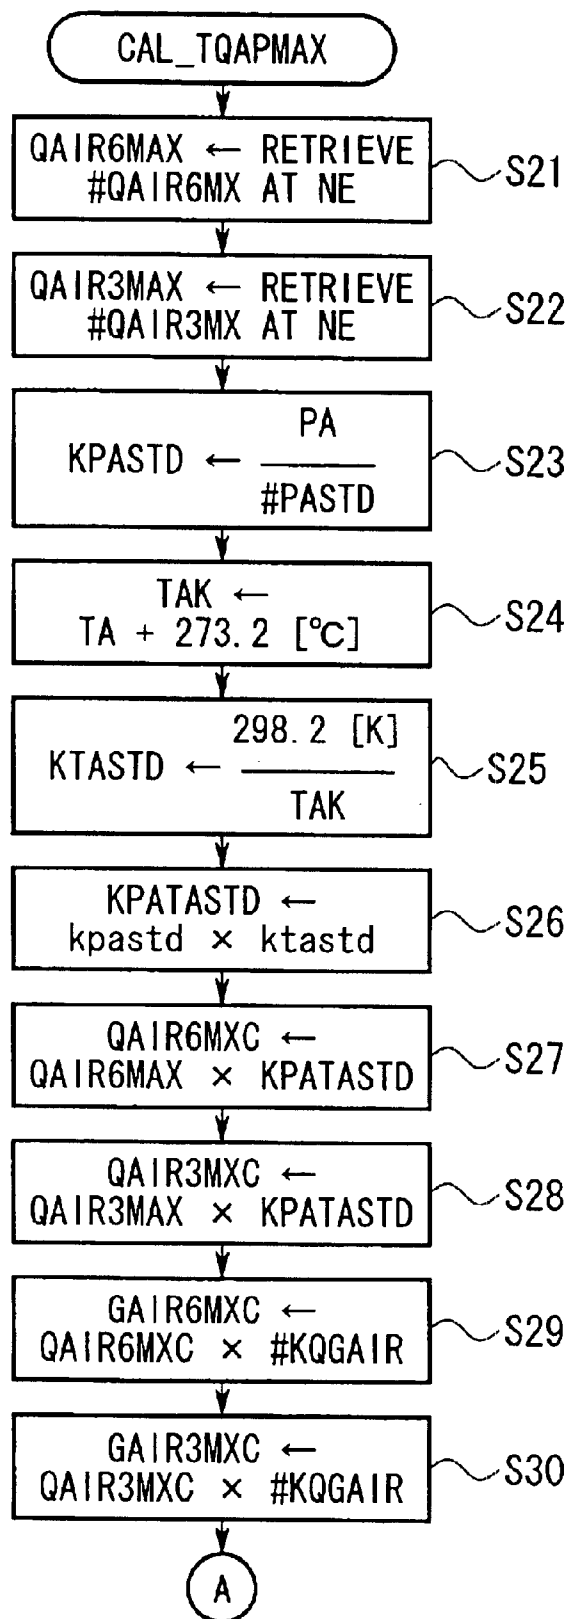 CAL_TQAPMAX
QAIR6MAX ← RETRIEVE
#QAIR6MX AT NE
S21
QAIR3MAX ← RETRIEVE
#QAIR3MX AT NE
S22
PA
KPASTD ←
#PASTD
S23
TAK ←
TA + 273.2 [°C]
S24
298.2 [K]
KTASTD ←
TAK
S25
KPATASTD ←
kpastd × ktastd
S26
QAIR6MXC ←
QAIR6MAX × KPATASTD
S27
QAIR3MXC ←
QAIR3MAX × KPATASTD
S28
GAIR6MXC ←
QAIR6MXC × #KQGAIR
S29
GAIR3MXC ←
QAIR3MXC × #KQGAIR
S30
A